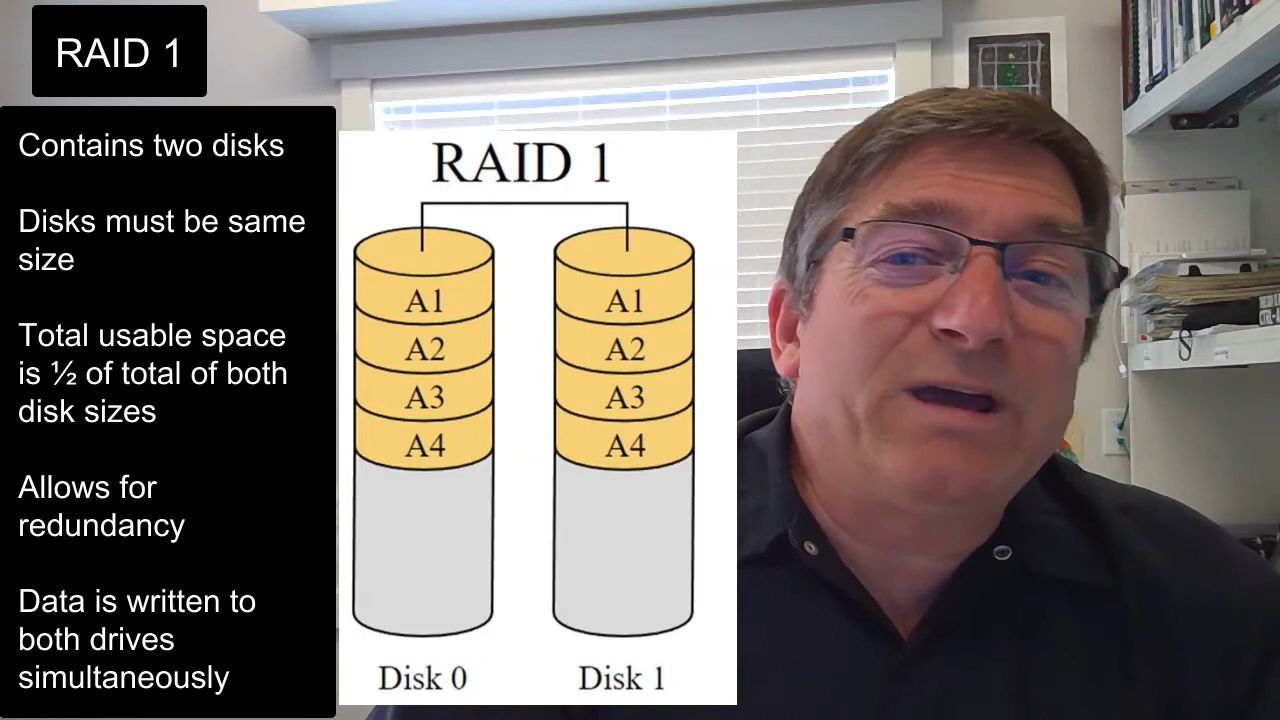 RAID 1
Contains two disks
Disks must be same
size
Total usable space
is ½ of total of both
disk sizes
Allows for
redundancy
Data is written to
both drives
simultaneously
RAID 1
A1
A2
A3
A4
Disk 0
A1
A2
A3
A4
Disk 1